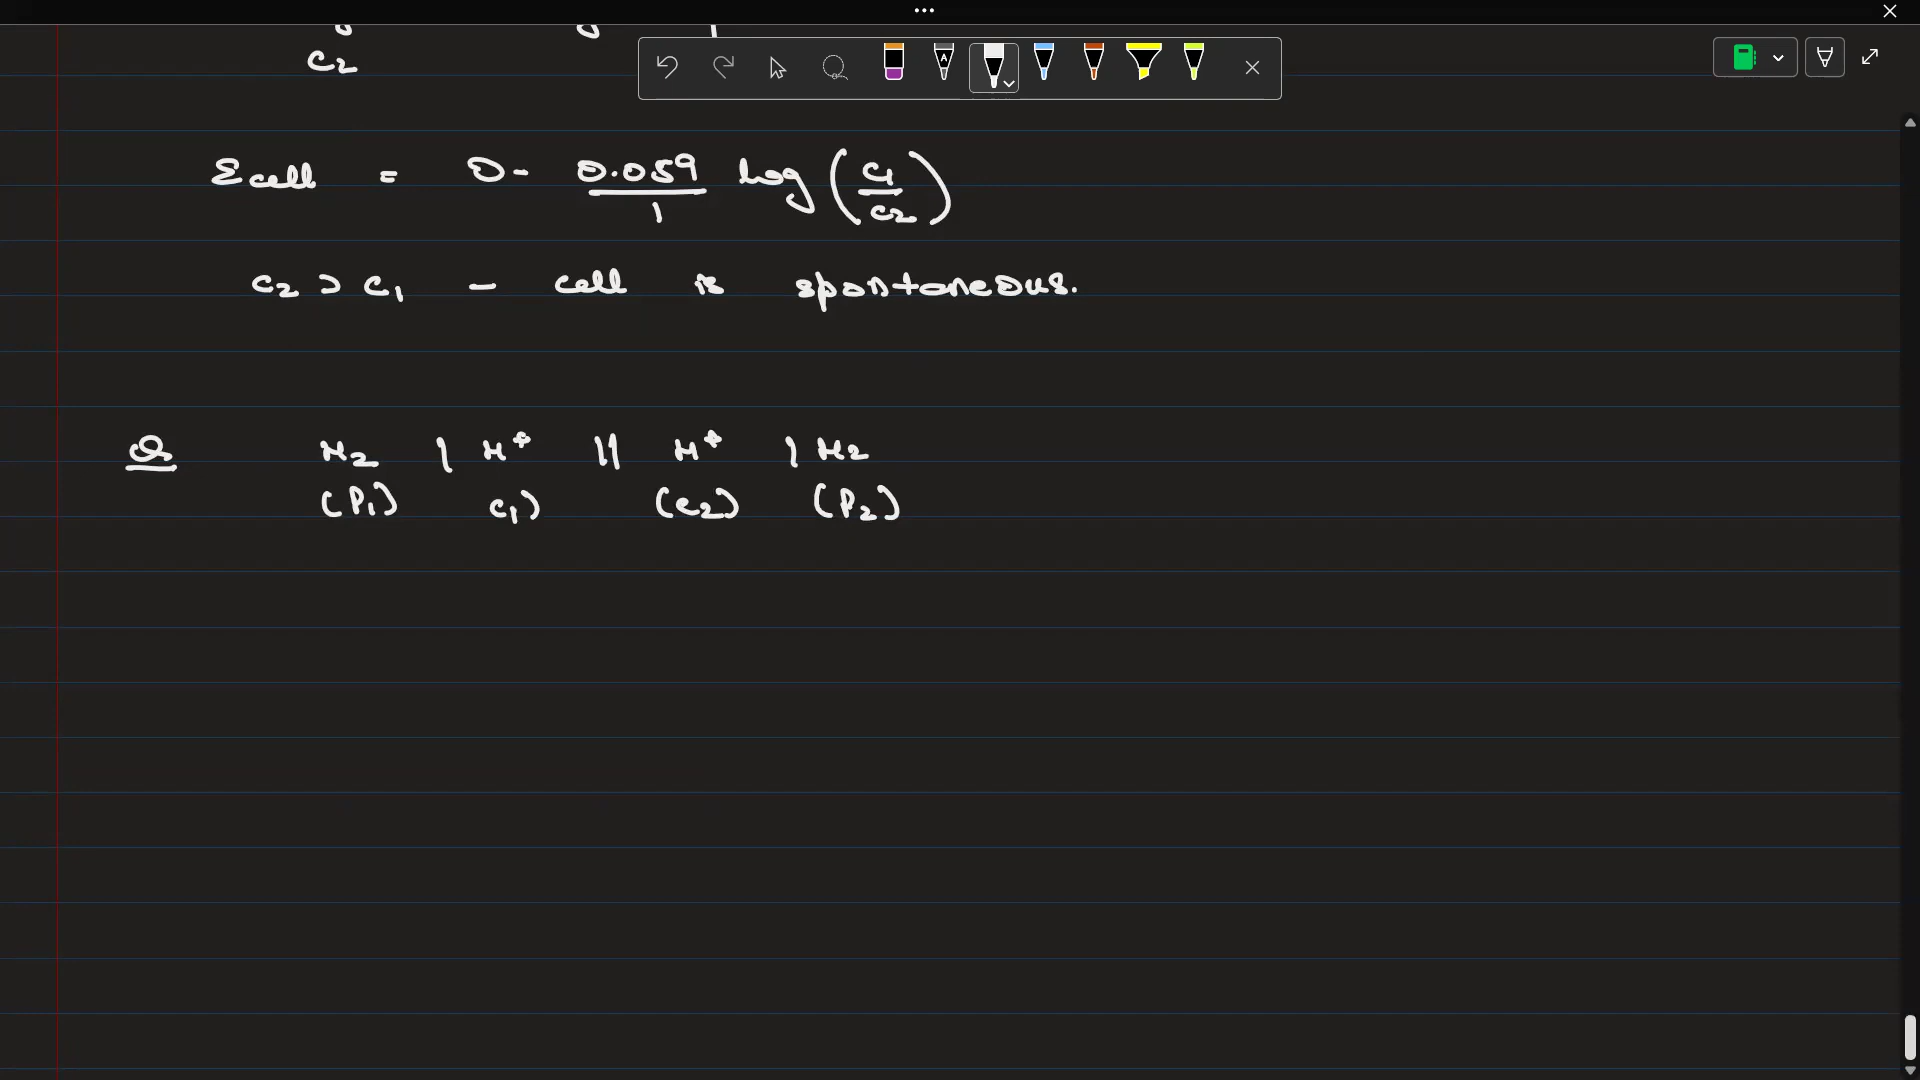 c₂
Ecell = 0 - 0.059/1 log (c₁/c₂)
c₂ > c₁ - cell is spontaneous.
Q H₂ | H⁺ || H⁺ | H₂
(P₁) c₁) (c₂) (P₂)